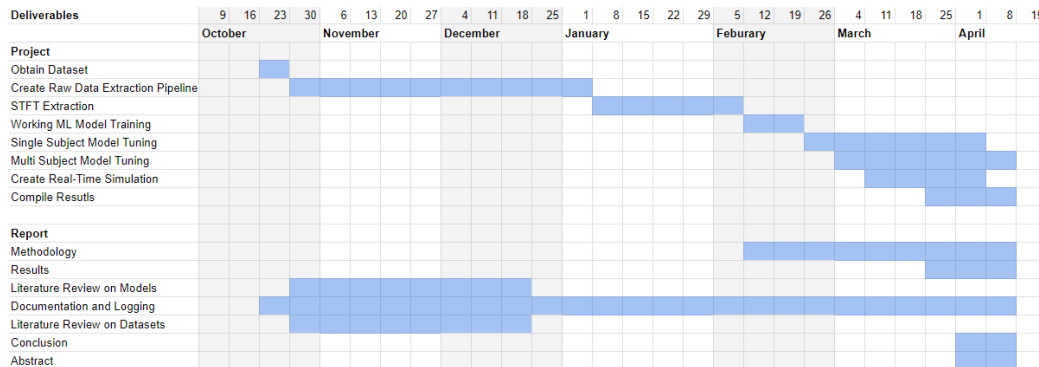 Deliverables 9 16 23 30 6 13 20 27 4 11 18 25 1 8 15 22 29 5 12 19 26 4 11 18 25 1 8 15
October November December January Feburary March April
Project
Obtain Dataset
Create Raw Data Extraction Pipeline
STFT Extraction
Working ML Model Training
Single Subject Model Tuning
Multi Subject Model Tuning
Create Real-Time Simulation
Compile Resutls
Report
Methodology
Results
Literature Review on Models
Documentation and Logging
Literature Review on Datasets
Conclusion
Abstract